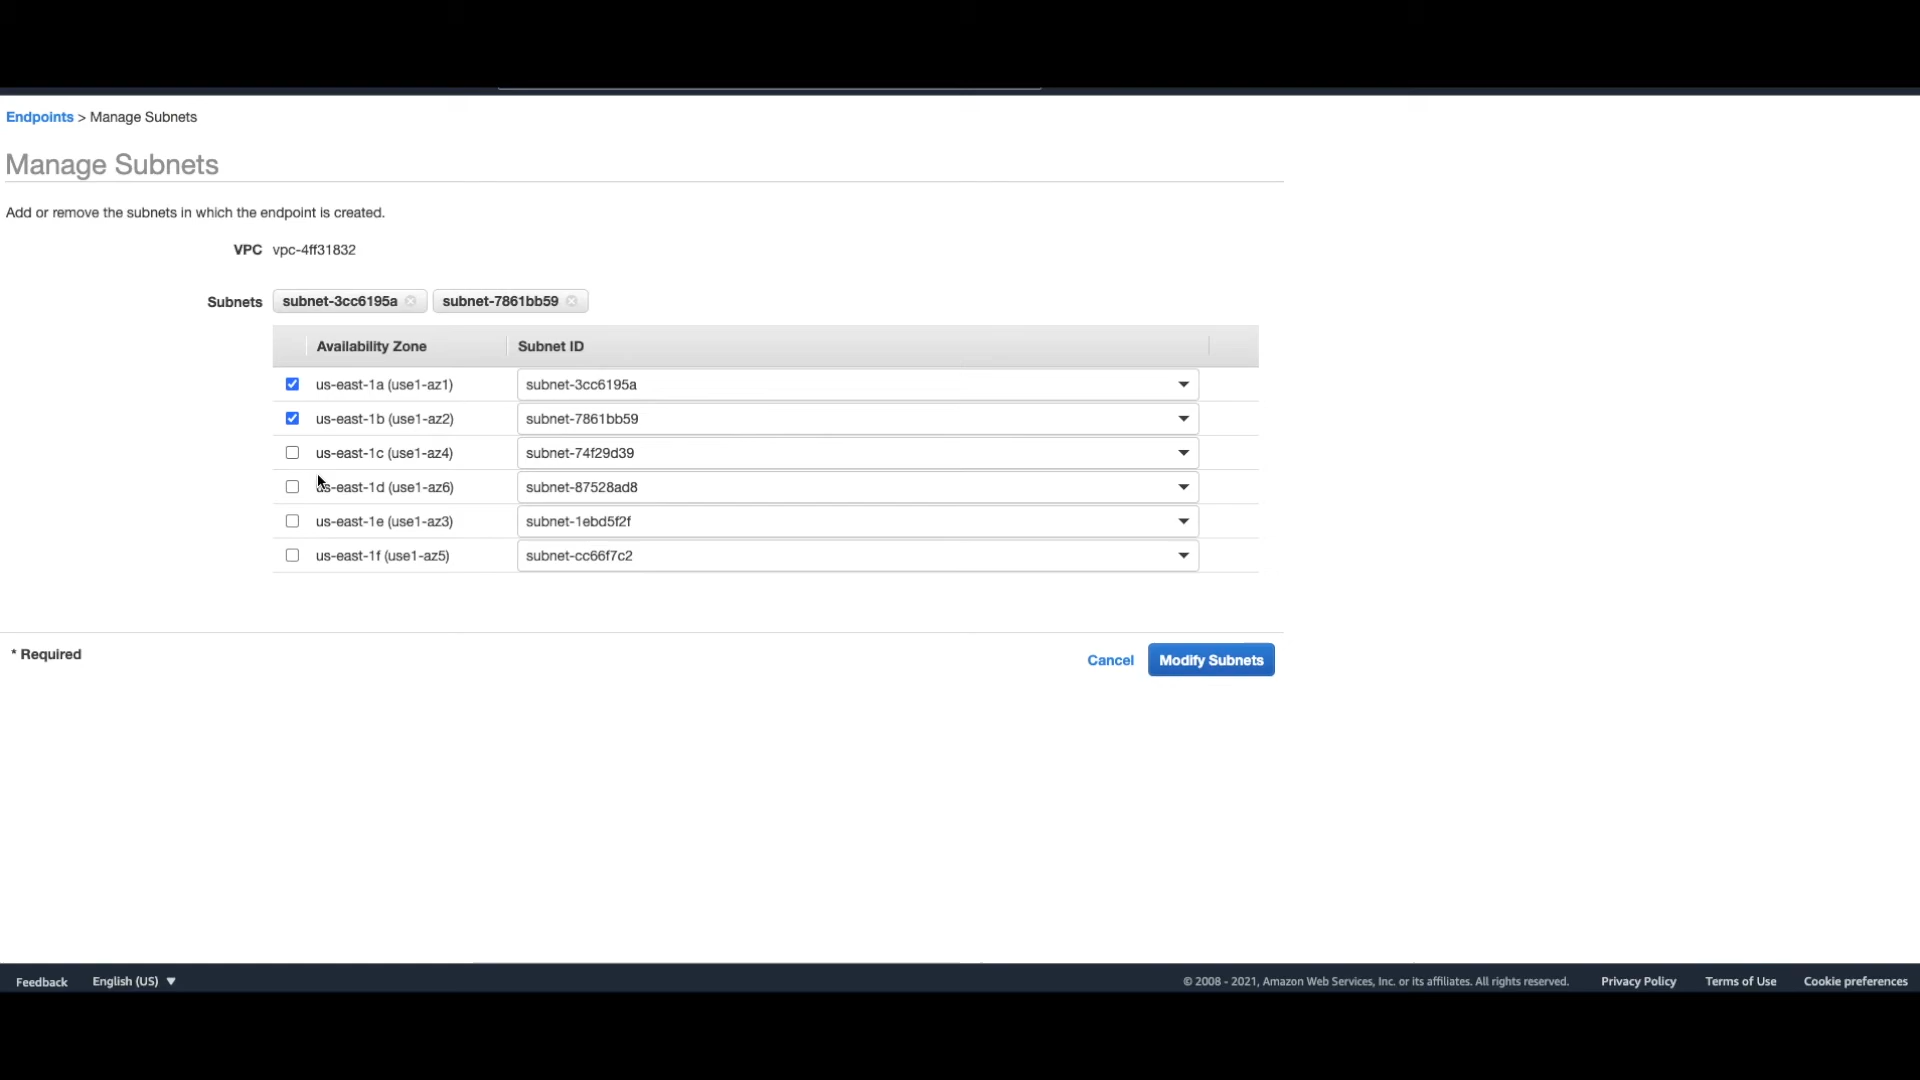 Endpoints > Manage Subnets
Manage Subnets
Add or remove the subnets in which the endpoint is created.
VPC vpc-4ff31832
Subnets subnet-3cc6195a subnet-7861bb59
Availability Zone Subnet ID
us-east-1a (use1-az1) subnet-3cc6195a
us-east-1b (use1-az2) subnet-7861bb59
us-east-1c (use1-az4) subnet-74f29d39
us-east-1d (use1-az6) subnet-87528ad8
us-east-1e (use1-az3) subnet-1ebd5f2f
us-east-1f (use1-az5) subnet-cc66f7c2
* Required
Cancel Modify Subnets
Feedback English (US) © 2008 - 2021, Amazon Web Services, Inc. or its affiliates. All rights reserved. Privacy Policy Terms of Use Cookie preferences